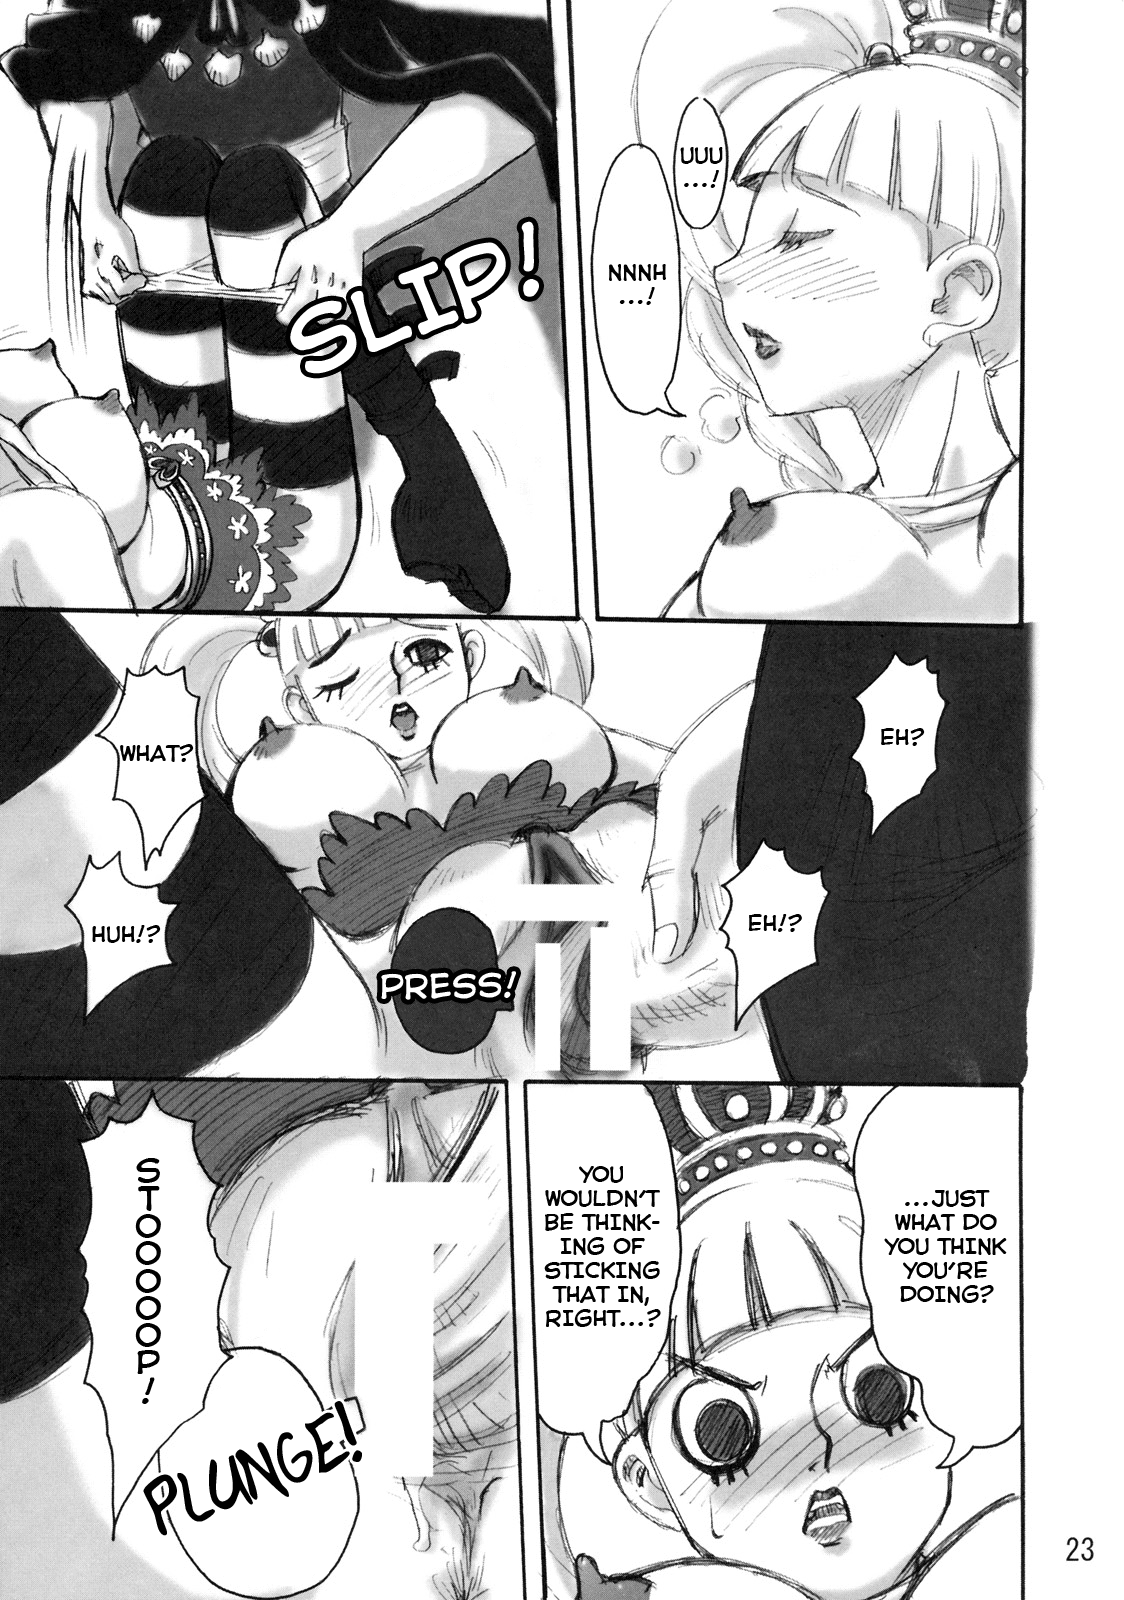 UUU
...!
NNNH
...!
SLIP!
EH?
EH!?
WHAT?
HUH!?
PRESS!
...JUST
WHAT DO
YOU THINK
YOU'RE
DOING?
YOU
WOULDN'T
BE THINK-
ING OF
STICKING
THAT IN,
RIGHT...?
STOOOOOP!
PLUNGE!
23